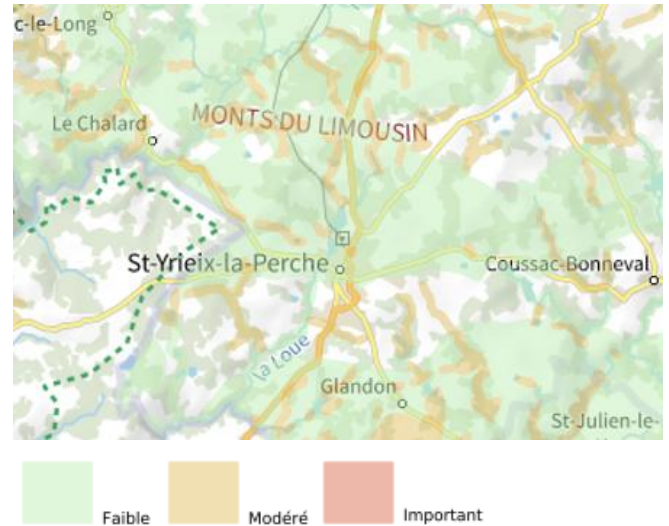 c-le-Long
Le Chalard
MONTS DU LIMOUSIN
St-Yrieix-la-Perche
Coussac-Bonneval
la Loue
Glandon
St-Julien-le-
Faible
Modéré
Important